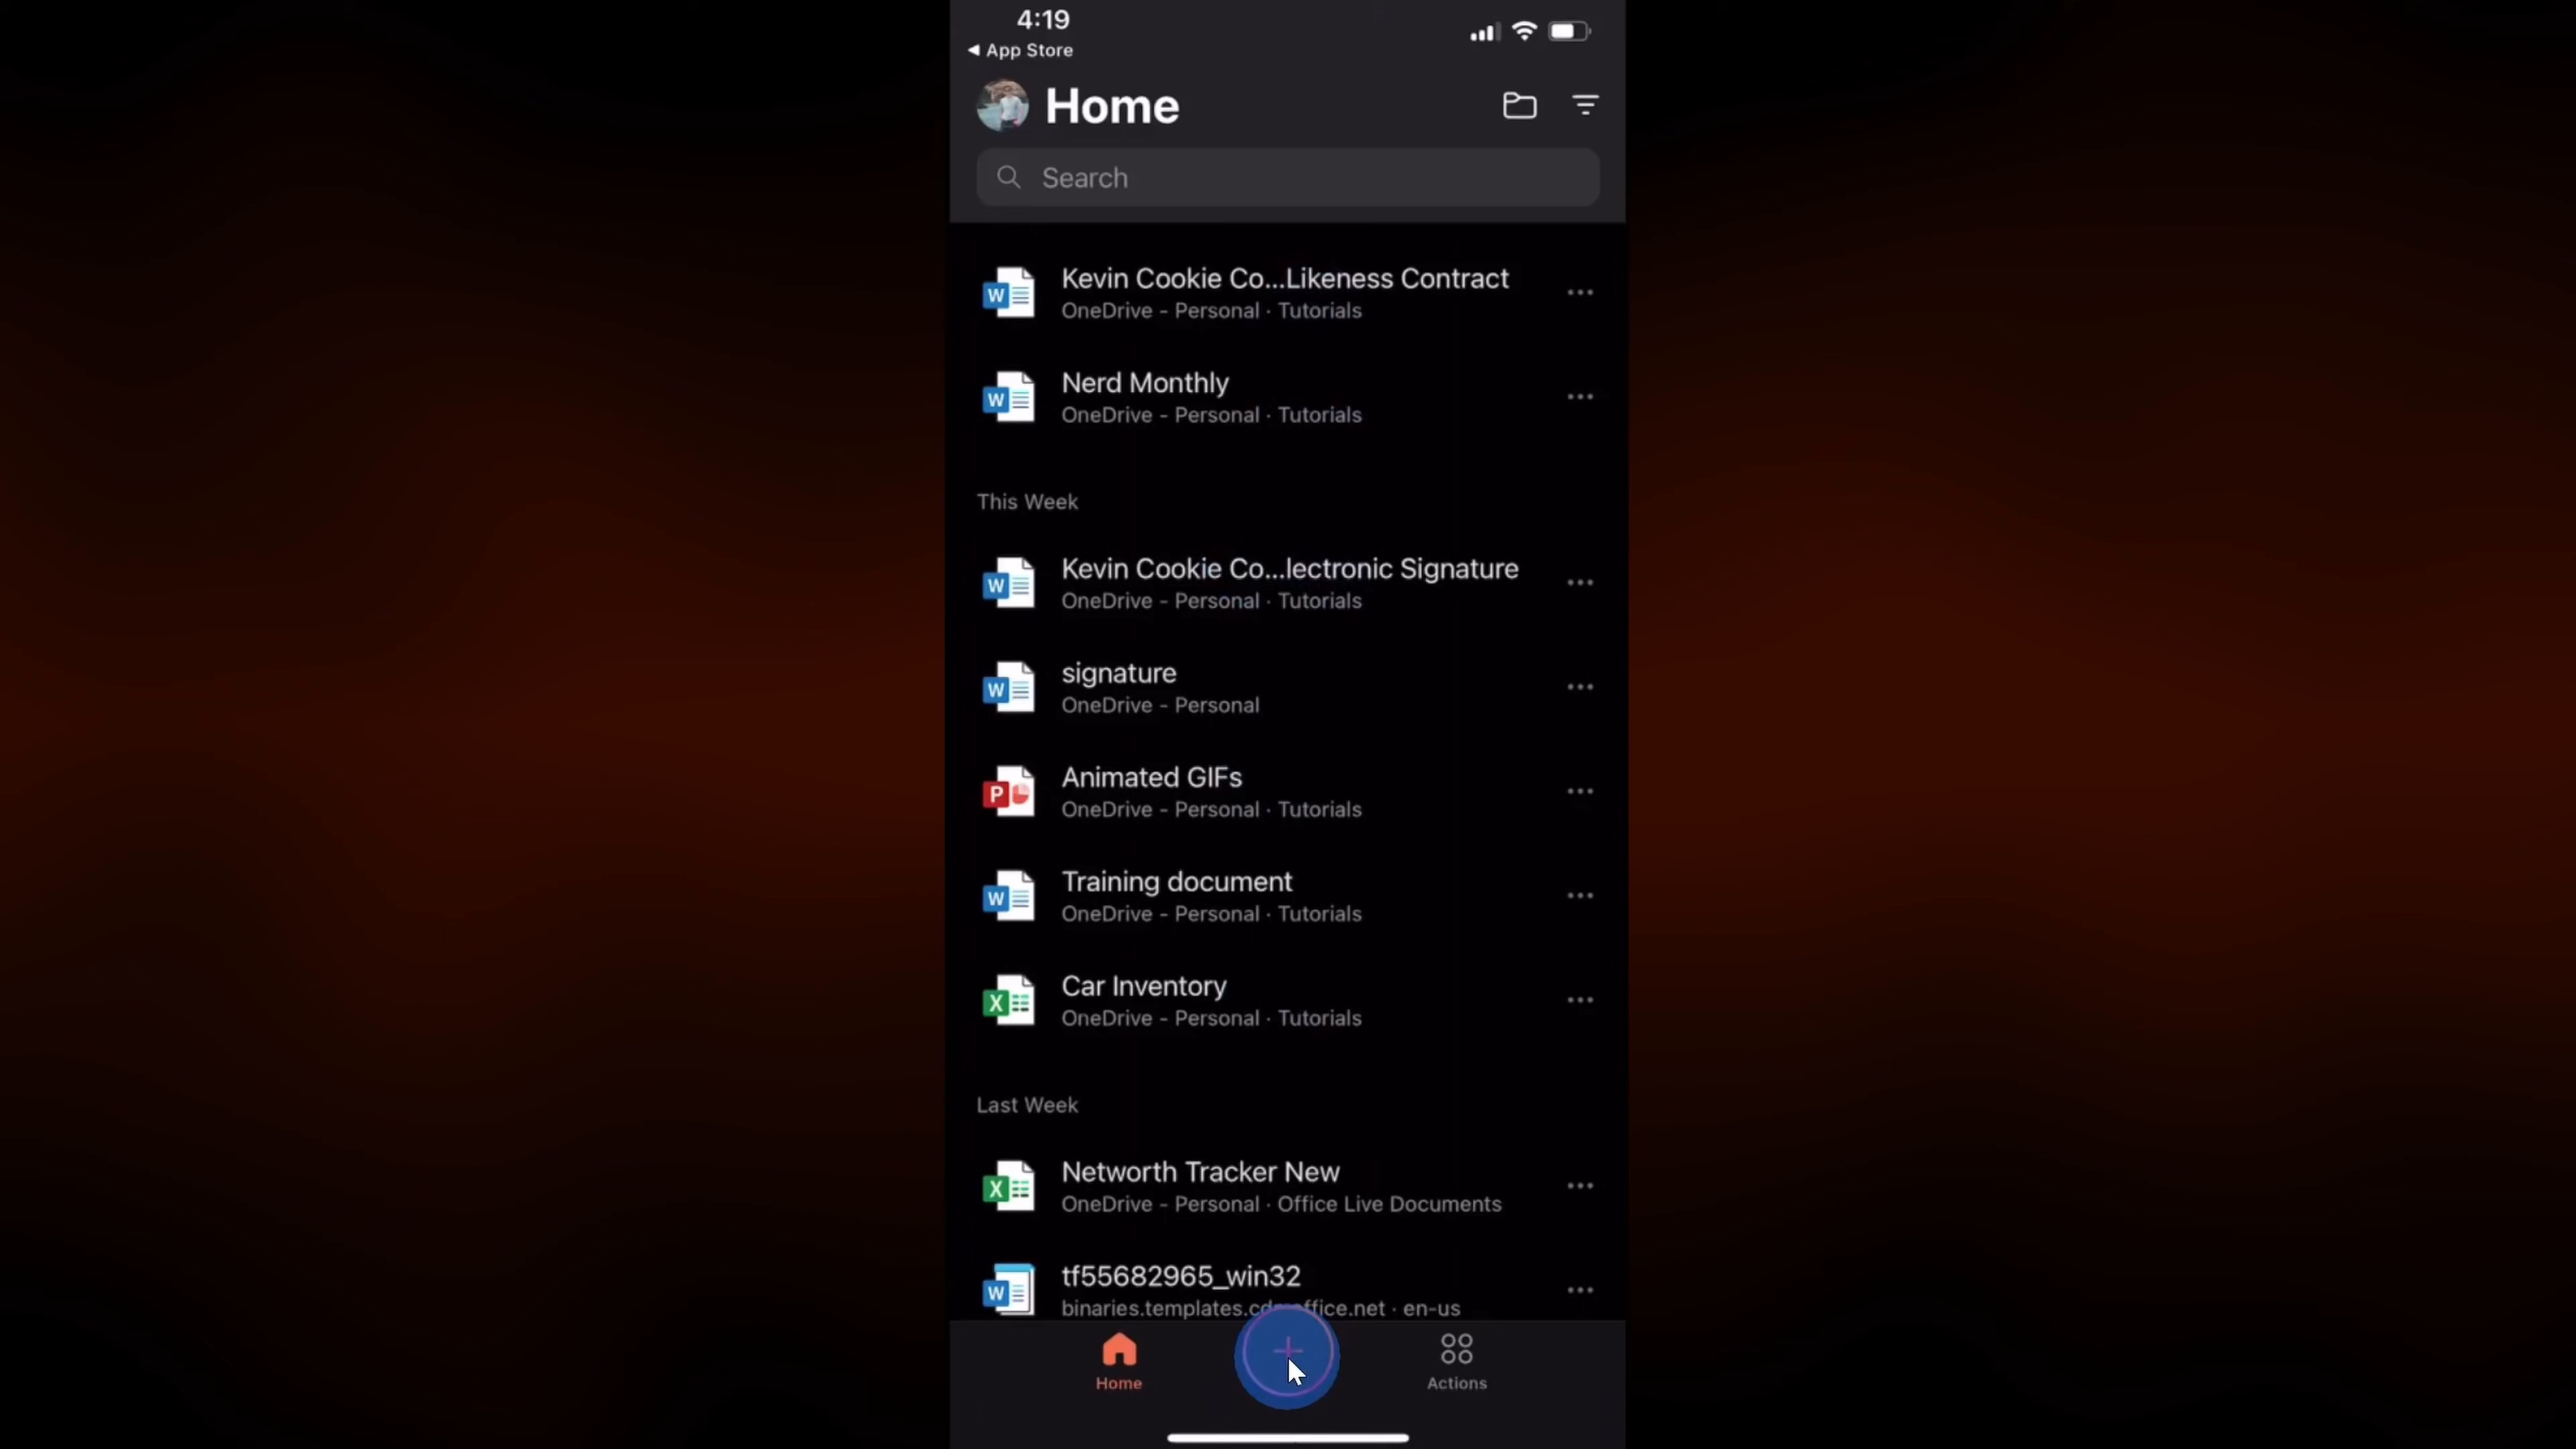 4:19
◀ App Store
Home
Search
Kevin Cookie Co...Likeness Contract
OneDrive - Personal · Tutorials
Nerd Monthly
OneDrive - Personal · Tutorials
This Week
Kevin Cookie Co...lectronic Signature
OneDrive - Personal · Tutorials
signature
OneDrive - Personal
Animated GIFs
OneDrive - Personal · Tutorials
Training document
OneDrive - Personal · Tutorials
Car Inventory
OneDrive - Personal · Tutorials
Last Week
Networth Tracker New
OneDrive - Personal · Office Live Documents
tf55682965_win32
binaries.templates.cdn.office.net · en-us
Home
Actions